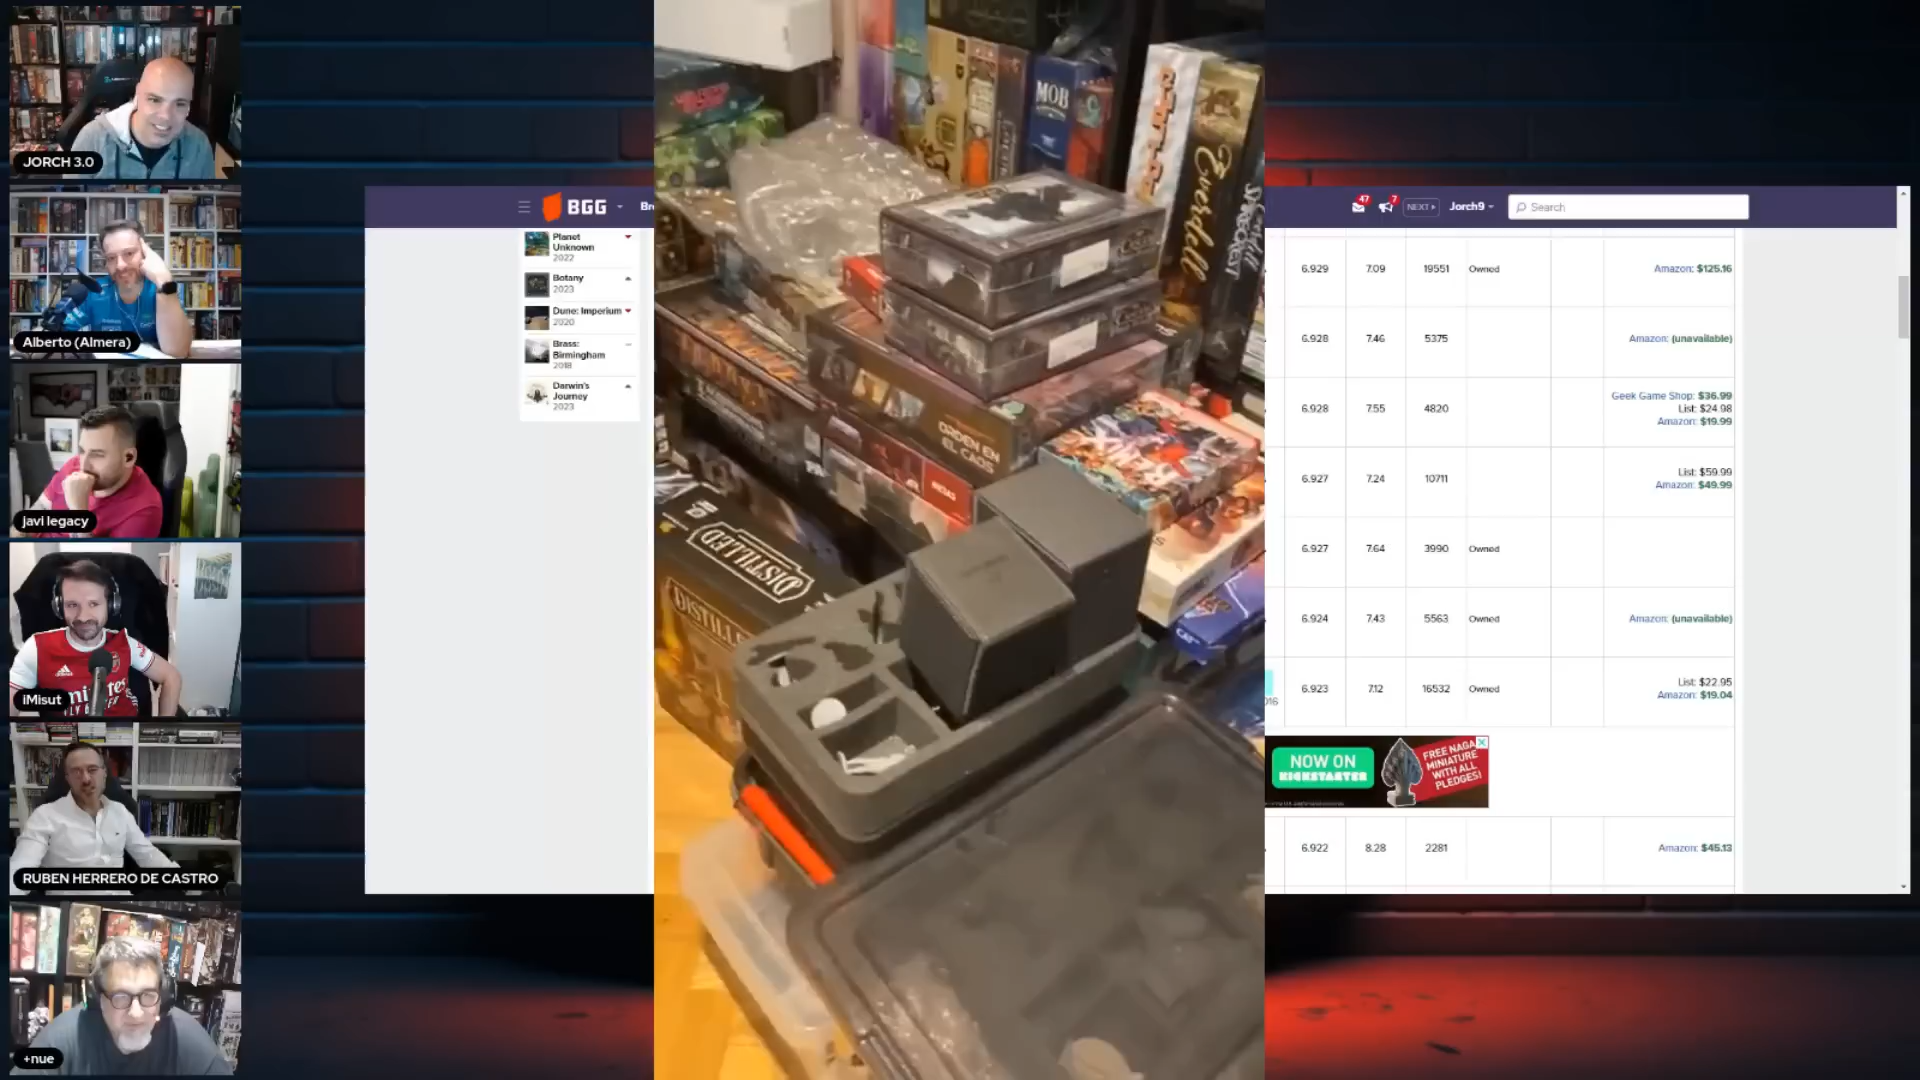 JORCH 3.0
Alberto (Almera)
javi legacy
iMisut
RUBEN HERRERO DE CASTRO
+nue
BGG
Br
Planet
Unknown
2022
Botany
2023
Dune: Imperium
2020
Brass:
Birmingham
2018
Darwin's
Journey
2023
MOB
Everdell
ORDEN EN
EL CAOS
DISTILLED
47
7
NEXT
Jorch9
Search
6.929 7.09 19551 Owned Amazon: $125.16
6.928 7.46 5375 Amazon: (unavailable)
6.928 7.55 4820 Geek Game Shop: $36.99
List: $24.98
Amazon: $19.99
6.927 7.24 10711 List: $59.99
Amazon: $49.99
6.927 7.64 3990 Owned
6.924 7.43 5563 Owned Amazon: (unavailable)
6.923 7.12 16532 Owned List: $22.95
Amazon: $19.04
016
NOW ON
KICKSTARTER
FREE NAGA
MINIATURE
WITH ALL
PLEDGES!
6.922 8.28 2281 Amazon: $45.13